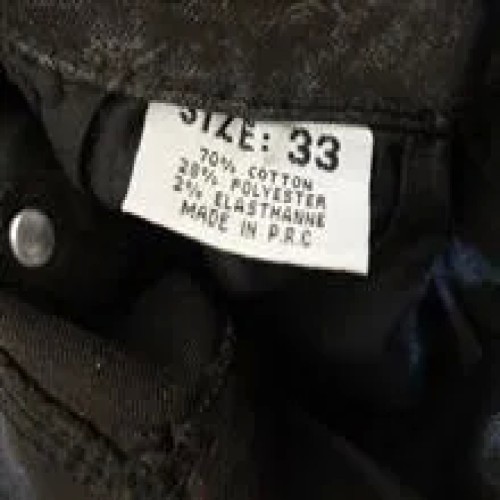 SIZE: 33
70% COTTON
28% POLYESTER
2% ELASTHANNE
MADE IN P.R.C